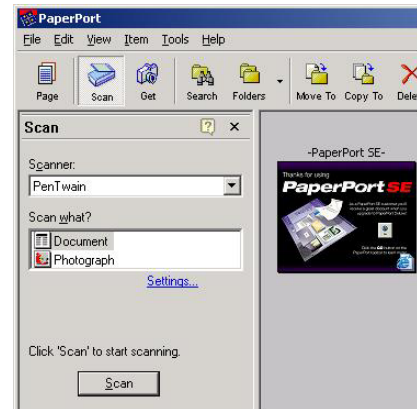 PaperPort
File Edit View Item Tools Help
Page Scan Get Search Folders Move To Copy To Dele
Scan
Scanner:
PenTwain
Scan what?
Document
Photograph
Settings...
Click 'Scan' to start scanning.
Scan
-PaperPort SE-
Thanks for using
PaperPort SE